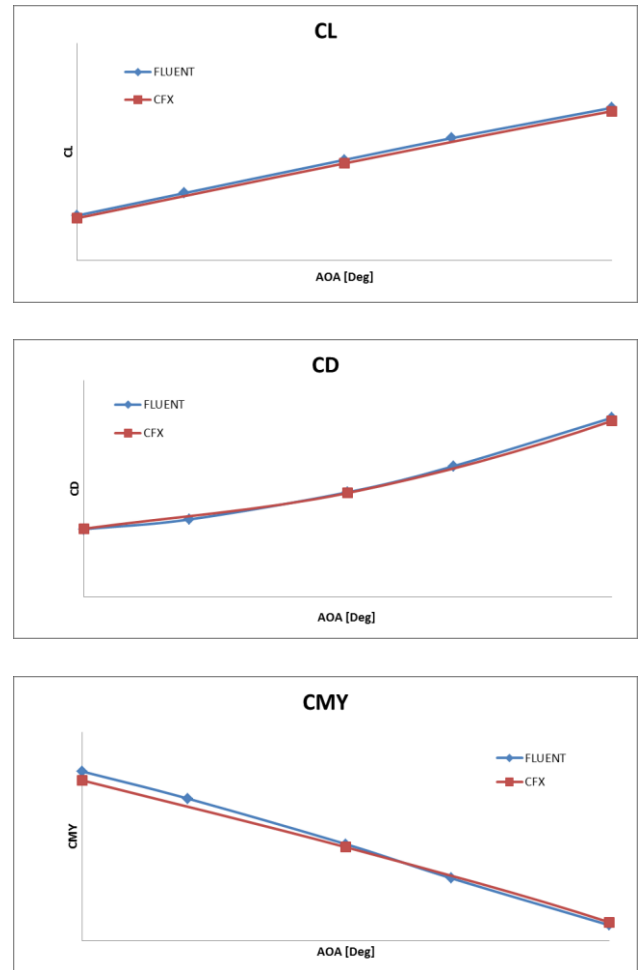 CL
FLUENT
CFX
CL
AOA [Deg]
CD
FLUENT
CFX
CD
AOA [Deg]
CMY
FLUENT
CFX
CMY
AOA [Deg]